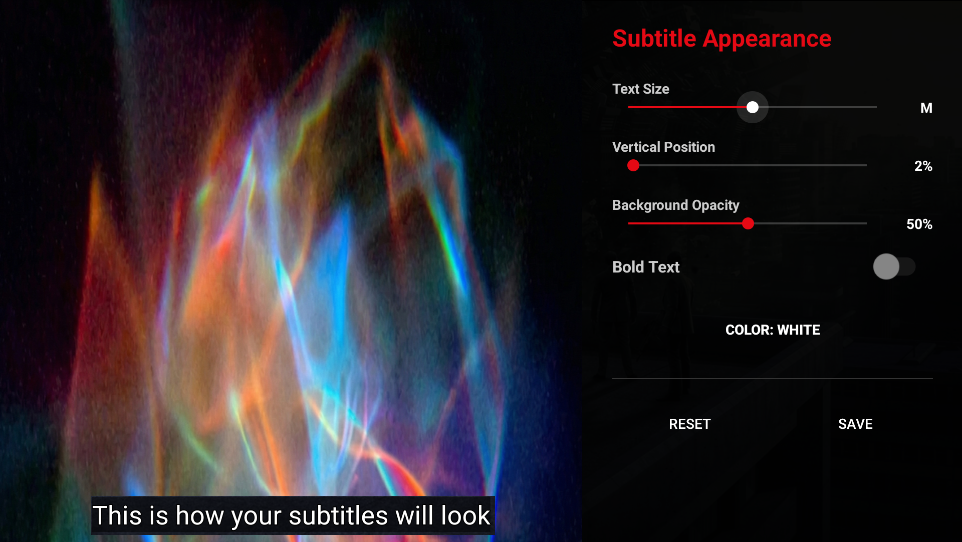 Subtitle Appearance
Text Size
M
Vertical Position
2%
Background Opacity
50%
Bold Text
COLOR: WHITE
RESET
SAVE
This is how your subtitles will look